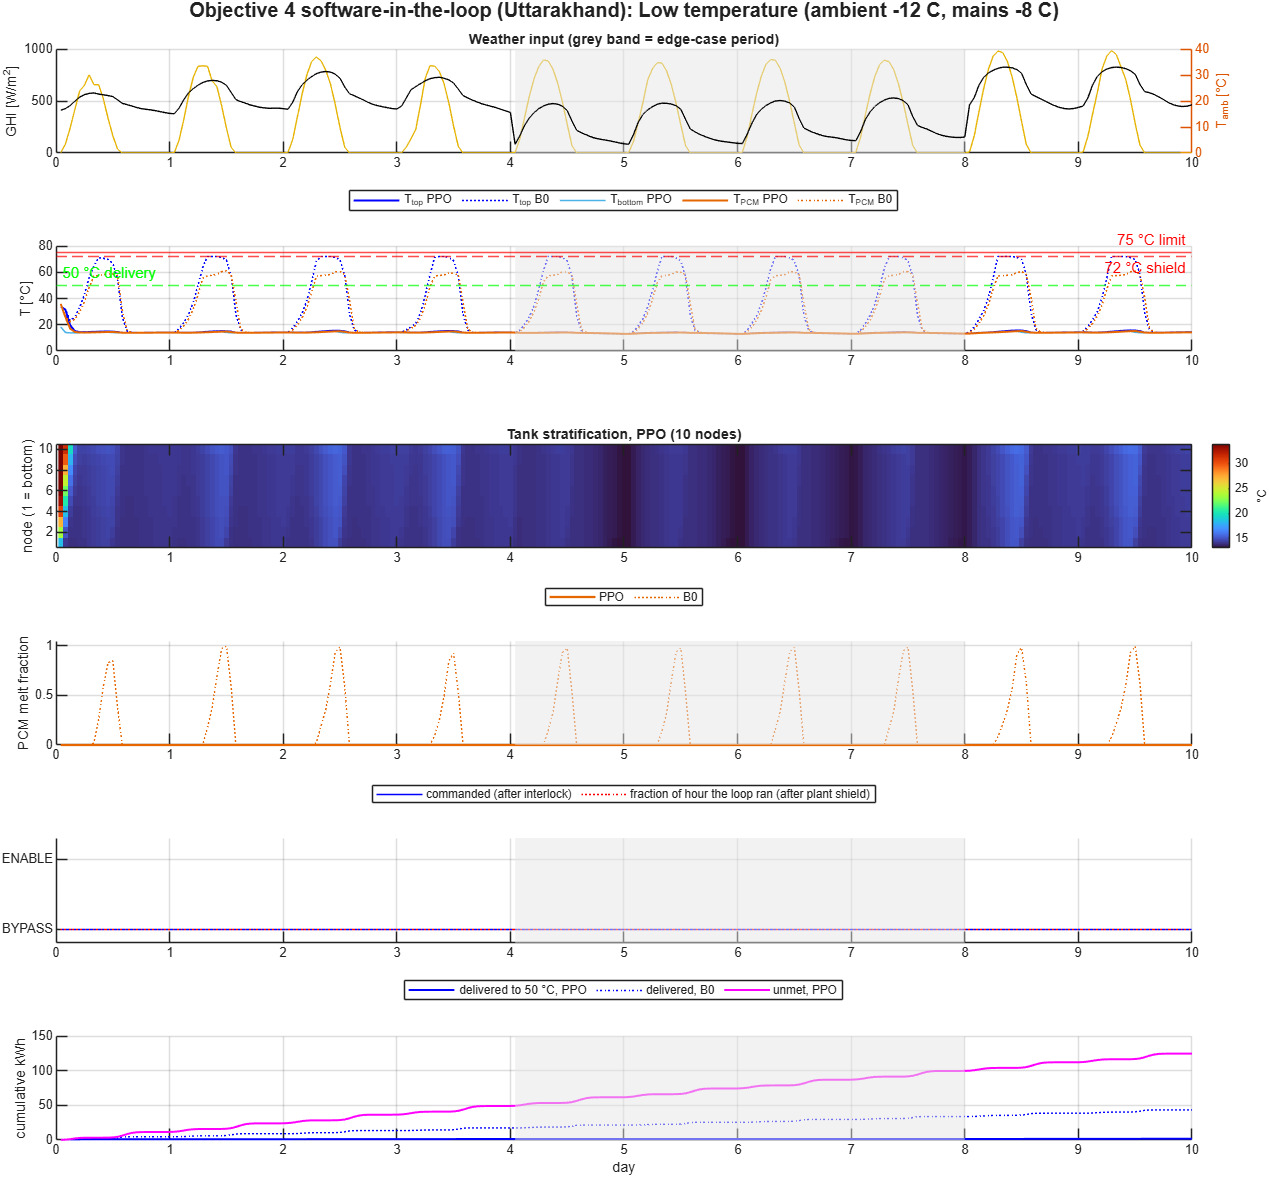 Objective 4 software-in-the-loop (Uttarakhand): Low temperature (ambient -12 C, mains -8 C)
Weather input (grey band = edge-case period)
GHI [W/m²]
1000
500
0
40
30
20
10
0
T_amb [°C]
0 1 2 3 4 5 6 7 8 9 10
T_top PPO T_top B0 T_bottom PPO T_PCM PPO T_PCM B0
T [°C]
80
60
40
20
0
75 °C limit
72 °C shield
50 °C delivery
0 1 2 3 4 5 6 7 8 9 10
Tank stratification, PPO (10 nodes)
node (1 = bottom)
10
8
6
4
2
30
25
20
15
°C
0 1 2 3 4 5 6 7 8 9 10
PPO B0
PCM melt fraction
1
0.5
0
0 1 2 3 4 5 6 7 8 9 10
commanded (after interlock) fraction of hour the loop ran (after plant shield)
ENABLE
BYPASS
0 1 2 3 4 5 6 7 8 9 10
delivered to 50 °C, PPO delivered, B0 unmet, PPO
cumulative kWh
150
100
50
0
0 1 2 3 4 5 6 7 8 9 10
day